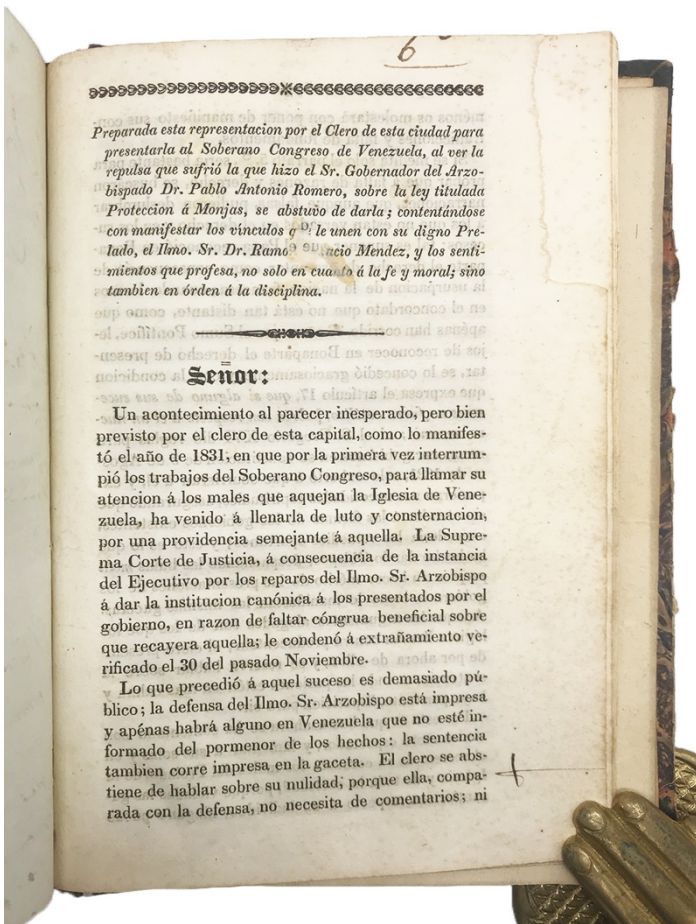 6
Preparada esta representacion por el Clero de esta ciudad para
presentarla al Soberano Congreso de Venezuela, al ver la
repulsa que sufrió la que hizo el Sr. Gobernador del Arzo-
bispado Dr. Pablo Antonio Romero, sobre la ley titulada
Proteccion á Monjas, se abstuvo de darla; contentándose
con manifestar los vinculos le unen con su digno Pre-
lado, el Ilmo. Sr. Dr. Mendez, y los senti-
mientos que profesa, no solo en cuanto á la fe y moral; sino
tambien en órden á la disciplina.
Señor:
Un acontecimiento al parecer inesperado, pero bien
previsto por el clero de esta capital, como lo manifes-
tó el año de 1831, en que por la primera vez interrum-
pió los trabajos del Soberano Congreso, para llamar su
atencion á los males que aquejan la Iglesia de Vene-
zuela, ha venido á llenarla de luto y consternacion,
por una providencia semejante á aquella. La Supre-
ma Corte de Justicia, á consecuencia de la instancia
del Ejecutivo por los reparos del Ilmo. Sr. Arzobispo
á dar la institucion canónica á los presentados por el
gobierno, en razon de faltar cóngrua beneficial sobre
que recayera aquella; le condenó á extrañamiento ve-
rificado el 30 del pasado Noviembre.
Lo que precedió á aquel suceso es demasiado pú-
blico; la defensa del Ilmo. Sr. Arzobispo está impresa
y apénas habrá alguno en Venezuela que no esté in-
formado del pormenor de los hechos: la sentencia
tambien corre impresa en la gaceta. El clero se abs-
tiene de hablar sobre su nulidad, porque ella, compa-
rada con la defensa, no necesita de comentarios; ni